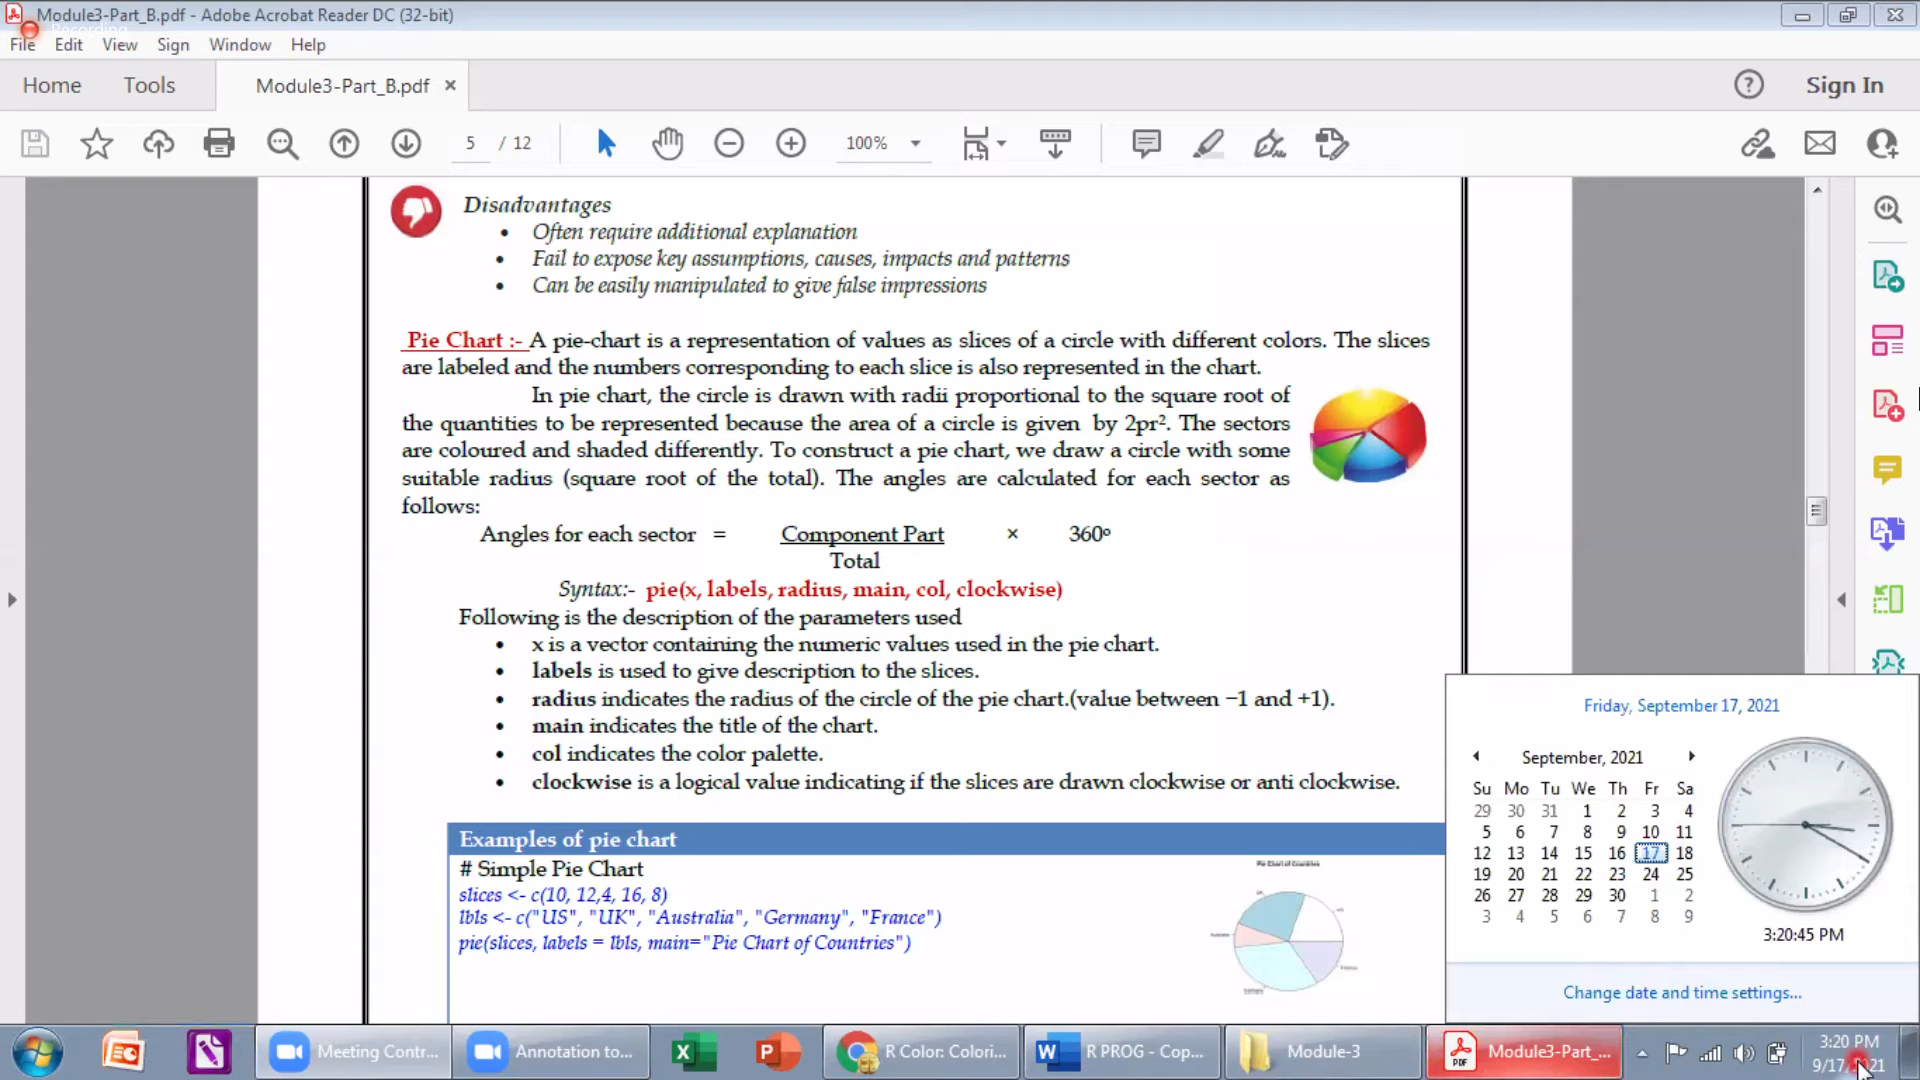 Module3-Part_B.pdf - Adobe Acrobat Reader DC (32-bit)
Recording
File Edit View Sign Window Help
Home Tools Module3-Part_B.pdf × Sign In
5 / 12 100%
Disadvantages
• Often require additional explanation
• Fail to expose key assumptions, causes, impacts and patterns
• Can be easily manipulated to give false impressions
Pie Chart :- A pie-chart is a representation of values as slices of a circle with different colors. The slices
are labeled and the numbers corresponding to each slice is also represented in the chart.
In pie chart, the circle is drawn with radii proportional to the square root of
the quantities to be represented because the area of a circle is given by 2pr². The sectors
are coloured and shaded differently. To construct a pie chart, we draw a circle with some
suitable radius (square root of the total). The angles are calculated for each sector as
follows:
Angles for each sector = Component Part × 360º
Total
Syntax:- pie(x, labels, radius, main, col, clockwise)
Following is the description of the parameters used
• x is a vector containing the numeric values used in the pie chart.
• labels is used to give description to the slices.
• radius indicates the radius of the circle of the pie chart.(value between −1 and +1).
• main indicates the title of the chart.
• col indicates the color palette.
• clockwise is a logical value indicating if the slices are drawn clockwise or anti clockwise.
Examples of pie chart
# Simple Pie Chart
slices <- c(10, 12,4, 16, 8)
lbls <- c("US", "UK", "Australia", "Germany", "France")
pie(slices, labels = lbls, main="Pie Chart of Countries")
Pie Chart of Countries
Friday, September 17, 2021
September, 2021
Su Mo Tu We Th Fr Sa
29 30 31 1 2 3 4
5 6 7 8 9 10 11
12 13 14 15 16 17 18
19 20 21 22 23 24 25
26 27 28 29 30 1 2
3 4 5 6 7 8 9
3:20:45 PM
Change date and time settings...
Meeting Contr... Annotation to... R Color: Colori... R PROG - Cop... Module-3 Module3-Part_...
3:20 PM
9/17/2021